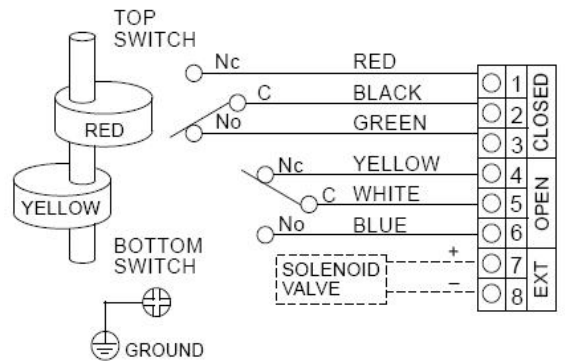 TOP
SWITCH
Nc RED 1
C BLACK 2
No GREEN 3
CLOSED
RED
Nc YELLOW 4
C WHITE 5
No BLUE 6
OPEN
YELLOW
BOTTOM
SWITCH
SOLENOID
VALVE
+ 7
– 8
EXT
GROUND